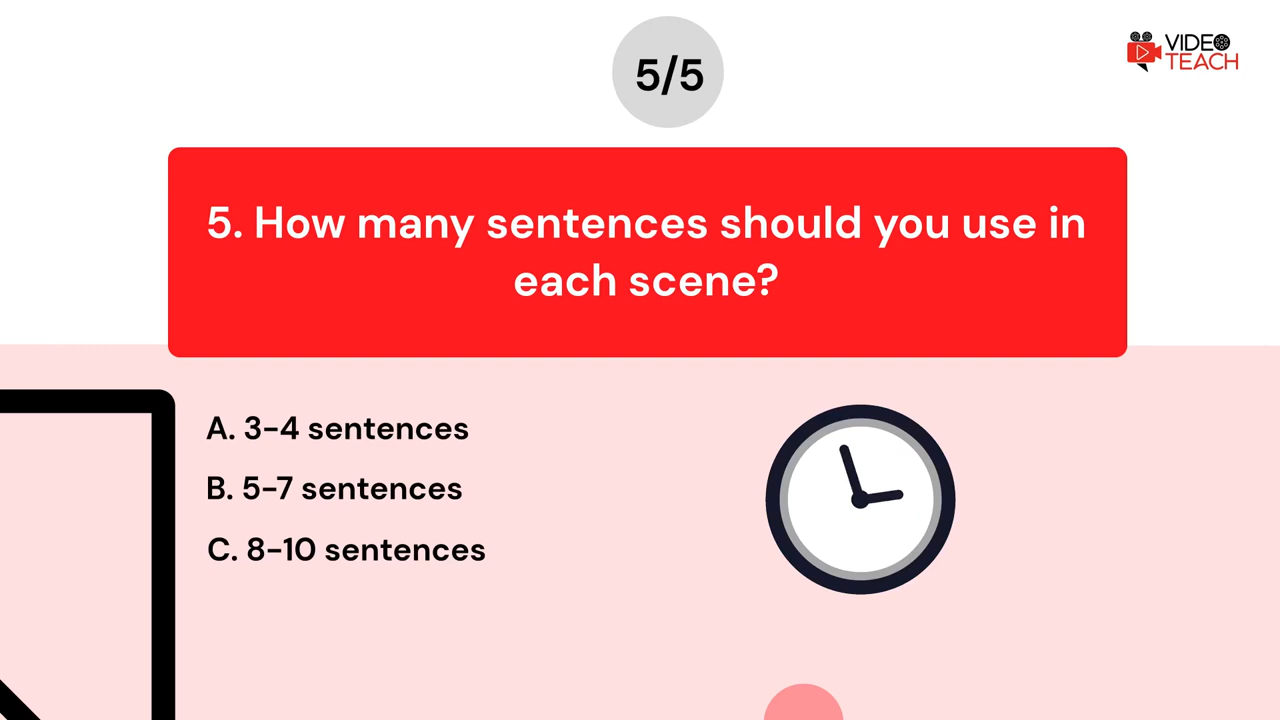 5/5
VIDEO
TEACH
5. How many sentences should you use in
each scene?
A. 3-4 sentences
B. 5-7 sentences
C. 8-10 sentences